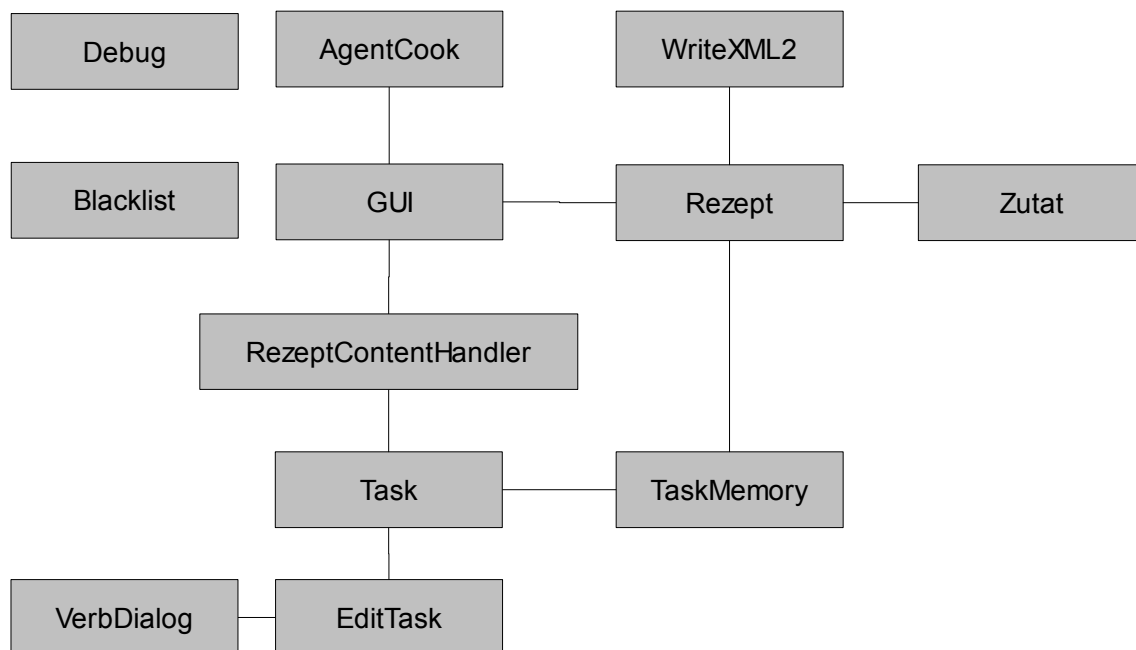 Debug
AgentCook
WriteXML2
Blacklist
GUI
Rezept
Zutat
RezeptContentHandler
Task
TaskMemory
VerbDialog
EditTask